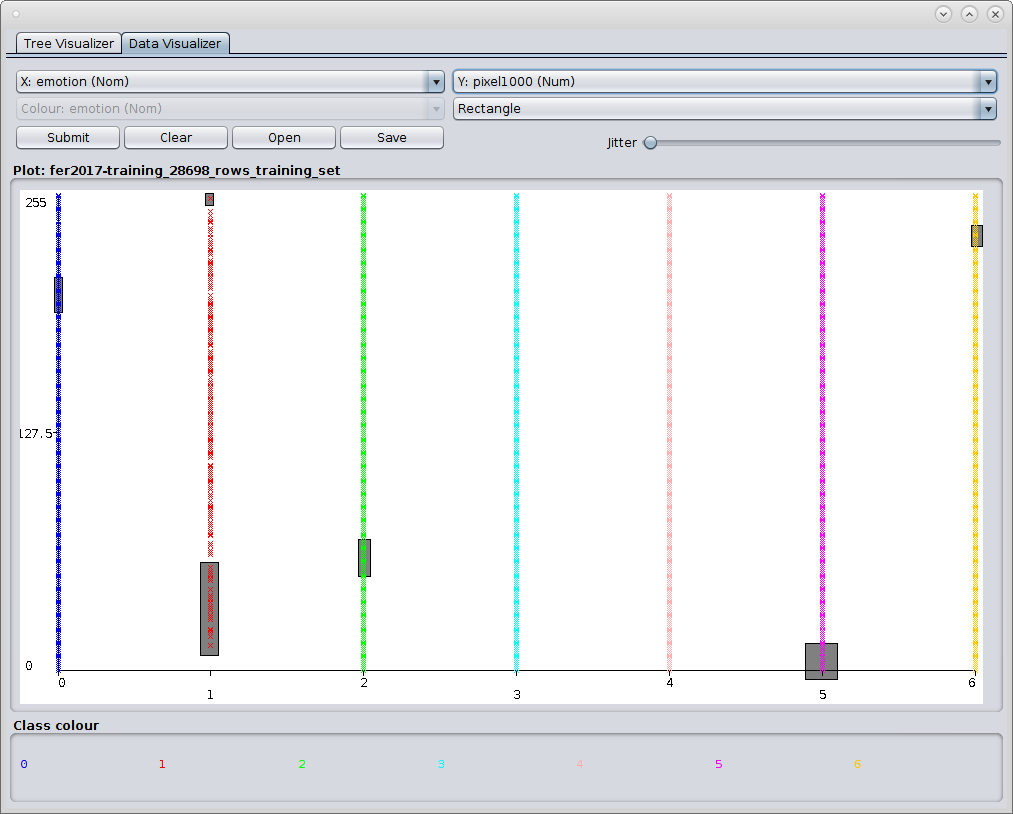 Tree Visualizer Data Visualizer
X: emotion (Nom) Y: pixel1000 (Num)
Colour: emotion (Nom) Rectangle
Submit Clear Open Save Jitter
Plot: fer2017-training_28698_rows_training_set
255
127.5
0
0 1 2 3 4 5 6
Class colour
0 1 2 3 4 5 6